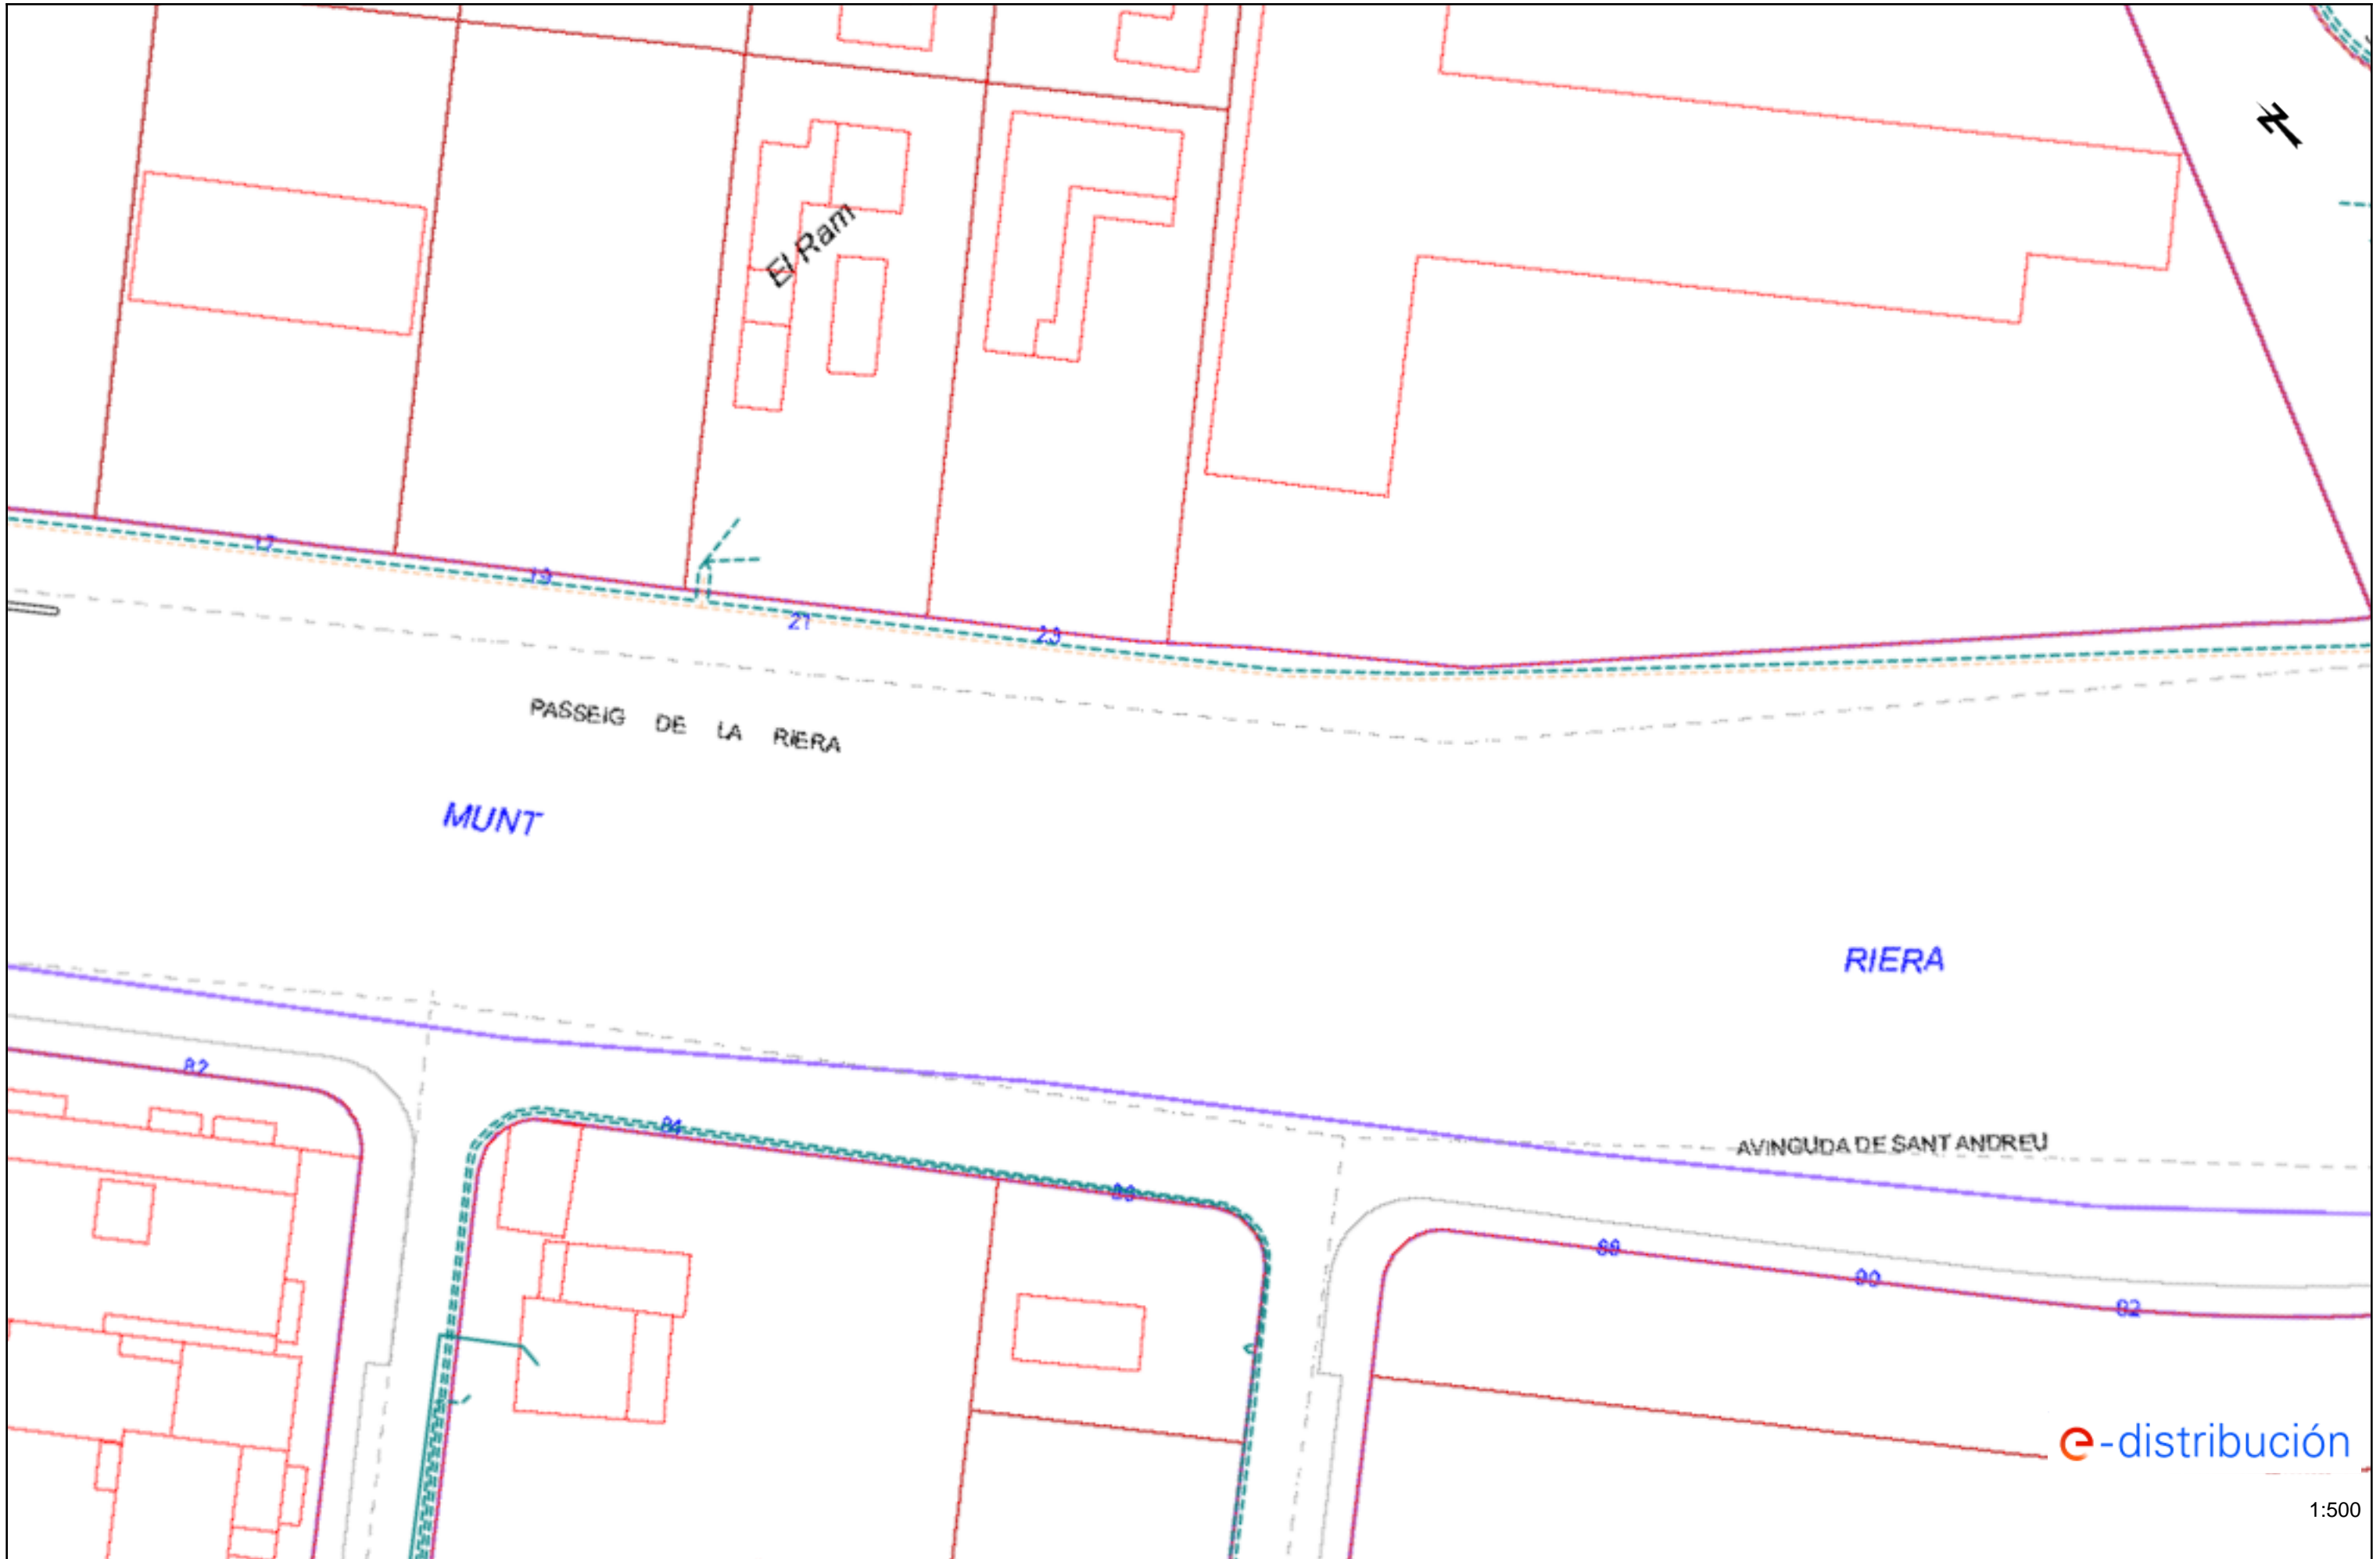 El Ram
17
19
21
23
PASSEIG DE LA RIERA
MUNT
RIERA
82
84
AVINGUDA DE SANT ANDREU
86
88
90
92
e-distribución
1:500